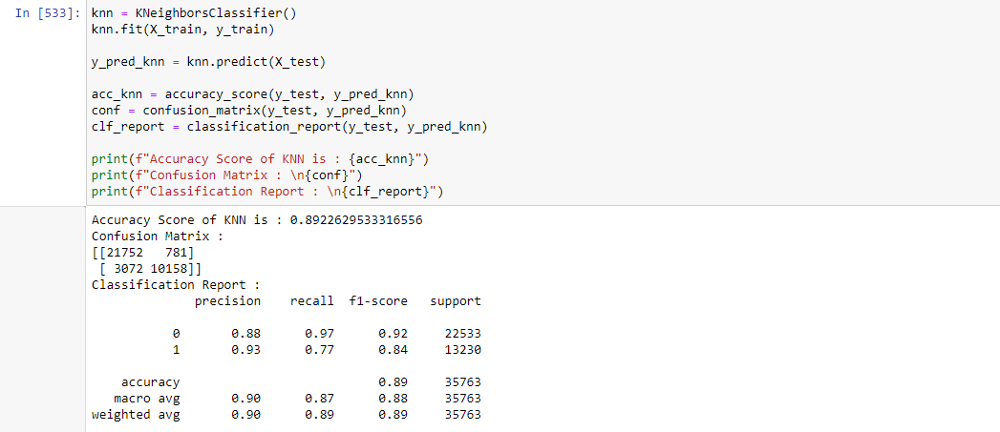 In [533]: knn = KNeighborsClassifier()
knn.fit(X_train, y_train)
y_pred_knn = knn.predict(X_test)
acc_knn = accuracy_score(y_test, y_pred_knn)
conf = confusion_matrix(y_test, y_pred_knn)
clf_report = classification_report(y_test, y_pred_knn)
print(f"Accuracy Score of KNN is : {acc_knn}")
print(f"Confusion Matrix : \n{conf}")
print(f"Classification Report : \n{clf_report}")
Accuracy Score of KNN is : 0.8922629533316556
Confusion Matrix :
[[21752   781]
 [ 3072 10158]]
Classification Report :
              precision    recall  f1-score   support
           0       0.88      0.97      0.92     22533
           1       0.93      0.77      0.84     13230
    accuracy                           0.89     35763
   macro avg       0.90      0.87      0.88     35763
weighted avg       0.90      0.89      0.89     35763